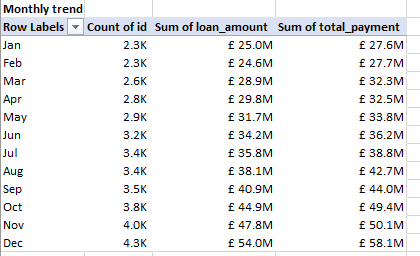 Monthly trend
Row Labels Count of id Sum of loan_amount Sum of total_payment
Jan 2.3K £ 25.0M £ 27.6M
Feb 2.3K £ 24.6M £ 27.7M
Mar 2.6K £ 28.9M £ 32.3M
Apr 2.8K £ 29.8M £ 32.5M
May 2.9K £ 31.7M £ 33.8M
Jun 3.2K £ 34.2M £ 36.2M
Jul 3.4K £ 35.8M £ 38.8M
Aug 3.4K £ 38.1M £ 42.7M
Sep 3.5K £ 40.9M £ 44.0M
Oct 3.8K £ 44.9M £ 49.4M
Nov 4.0K £ 47.8M £ 50.1M
Dec 4.3K £ 54.0M £ 58.1M